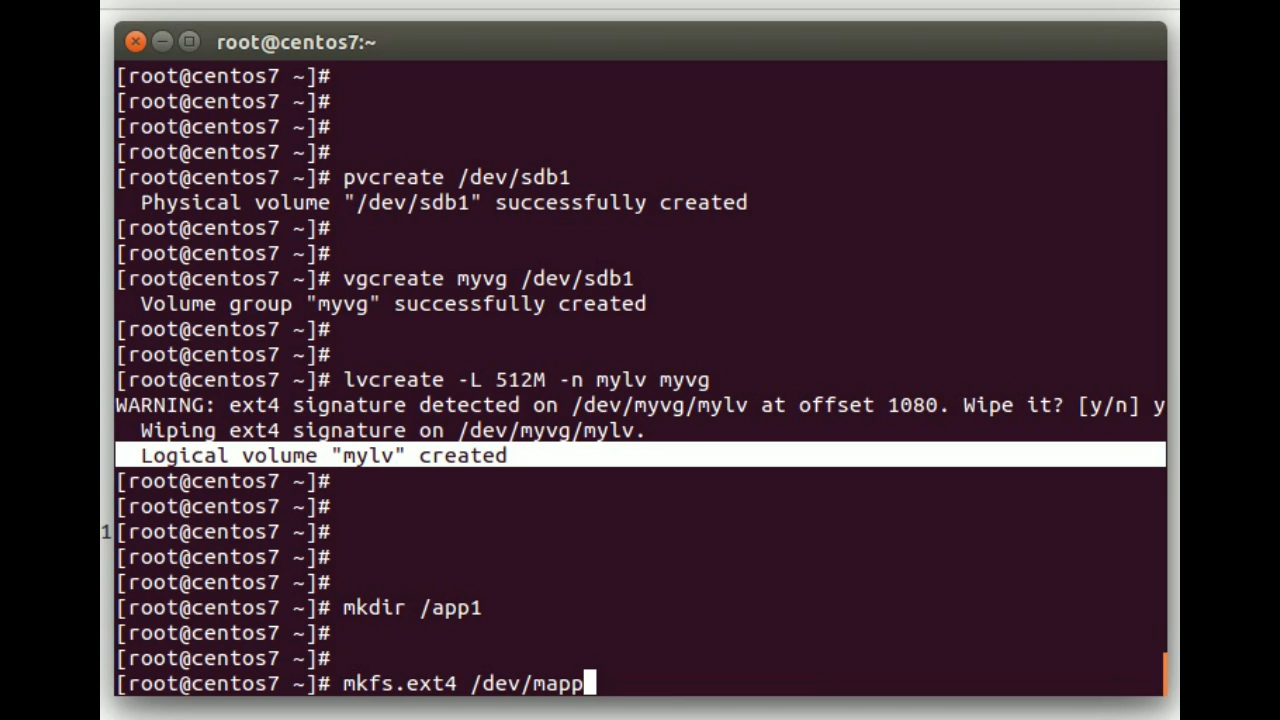 root@centos7:~
[root@centos7 ~]#
[root@centos7 ~]#
[root@centos7 ~]#
[root@centos7 ~]#
[root@centos7 ~]# pvcreate /dev/sdb1
  Physical volume "/dev/sdb1" successfully created
[root@centos7 ~]#
[root@centos7 ~]#
[root@centos7 ~]# vgcreate myvg /dev/sdb1
  Volume group "myvg" successfully created
[root@centos7 ~]#
[root@centos7 ~]#
[root@centos7 ~]# lvcreate -L 512M -n mylv myvg
WARNING: ext4 signature detected on /dev/myvg/mylv at offset 1080. Wipe it? [y/n] y
  Wiping ext4 signature on /dev/myvg/mylv.
  Logical volume "mylv" created
[root@centos7 ~]#
[root@centos7 ~]#
1[root@centos7 ~]#
[root@centos7 ~]#
[root@centos7 ~]#
[root@centos7 ~]# mkdir /app1
[root@centos7 ~]#
[root@centos7 ~]#
[root@centos7 ~]# mkfs.ext4 /dev/mapp